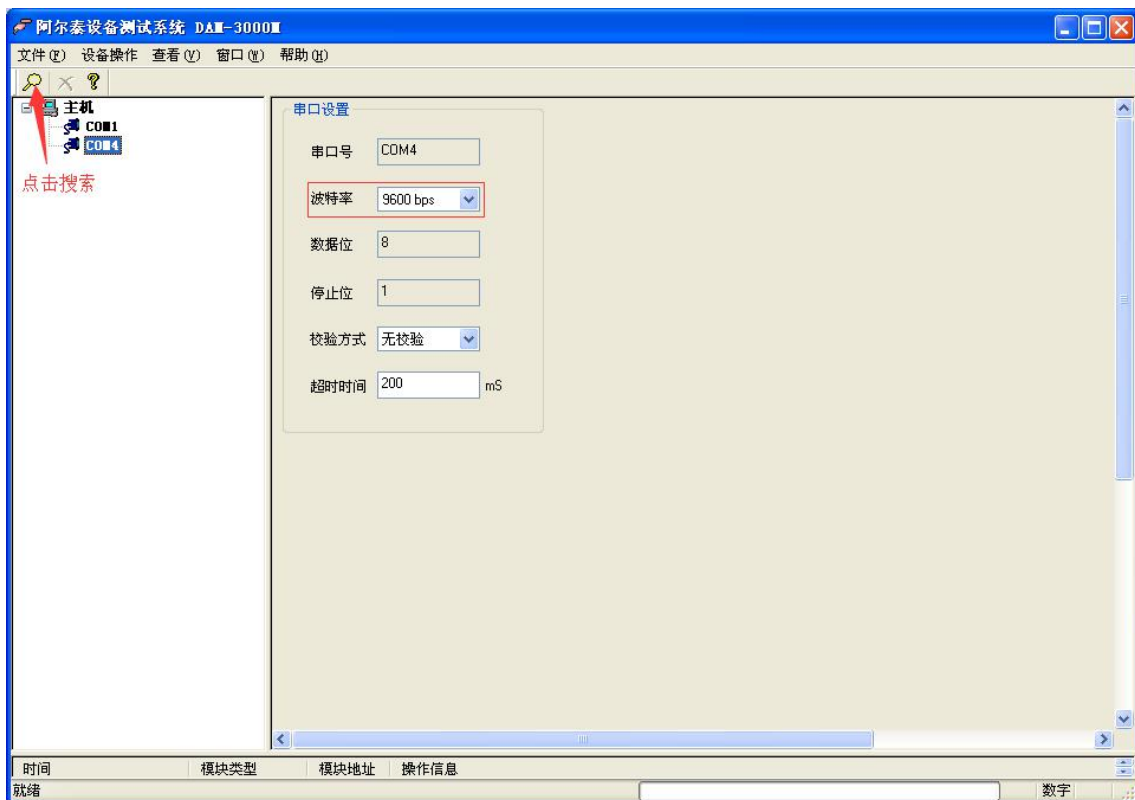 阿尔泰设备测试系统 DAM-3000M
文件(F) 设备操作 查看(V) 窗口(W) 帮助(H)
主机
COM1
COM4
点击搜索
串口设置
串口号 COM4
波特率 9600 bps
数据位 8
停止位 1
校验方式 无校验
超时时间 200 mS
时间 模块类型 模块地址 操作信息
就绪 数字